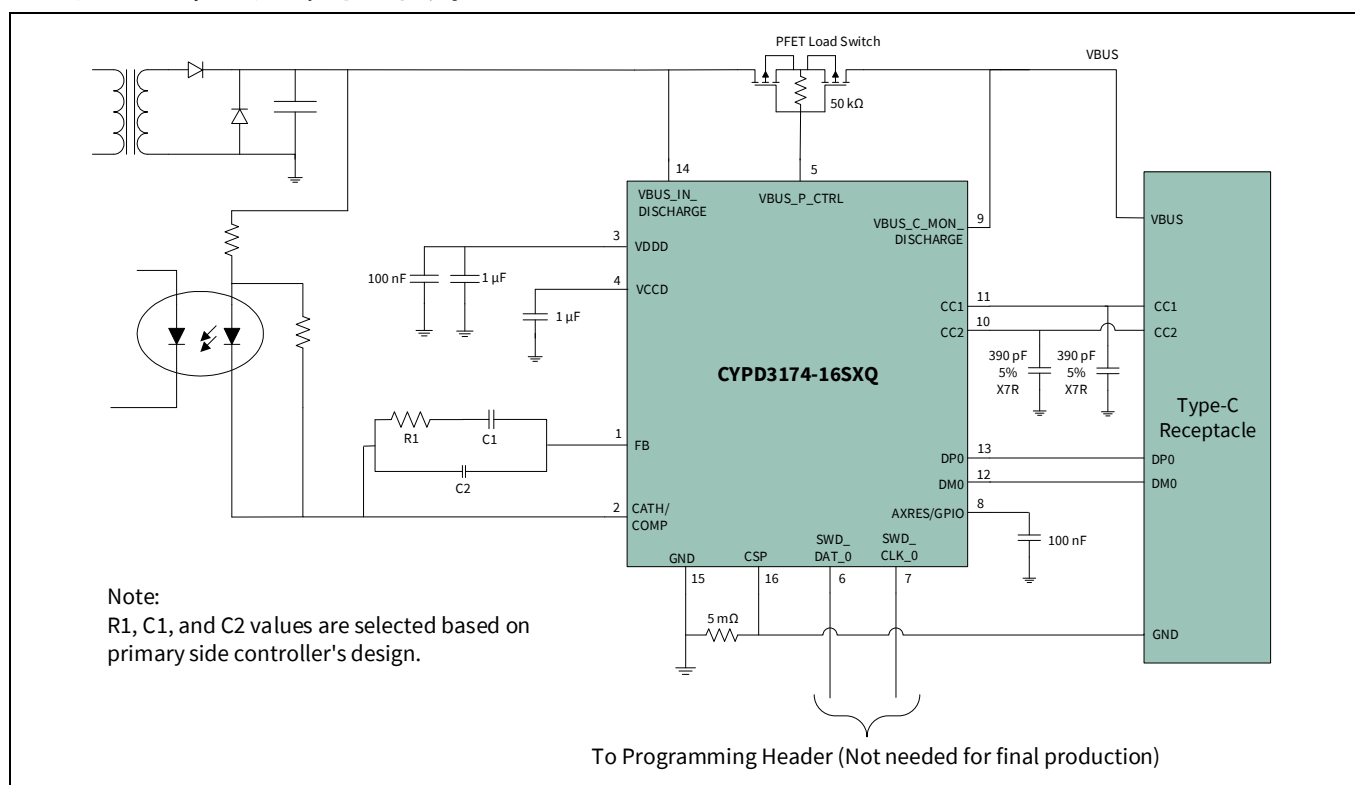 PFET Load Switch
VBUS
50 kΩ
14
5
VBUS_IN_
DISCHARGE
VBUS_P_CTRL
VBUS_C_MON_
DISCHARGE
9
VBUS
3
VDDD
100 nF
1 µF
4
VCCD
1 µF
CC1
11
CC1
CC2
10
CC2
390 pF
5%
X7R
390 pF
5%
X7R
CYPD3174-16SXQ
Type-C
Receptacle
R1
C1
C2
1
FB
DP0
13
DP0
DM0
12
DM0
2
CATH/
COMP
AXRES/GPIO
8
100 nF
GND
CSP
SWD_
DAT_0
SWD_
CLK_0
15
16
6
7
5 mΩ
GND
Note:
R1, C1, and C2 values are selected based on
primary side controller's design.
To Programming Header (Not needed for final production)